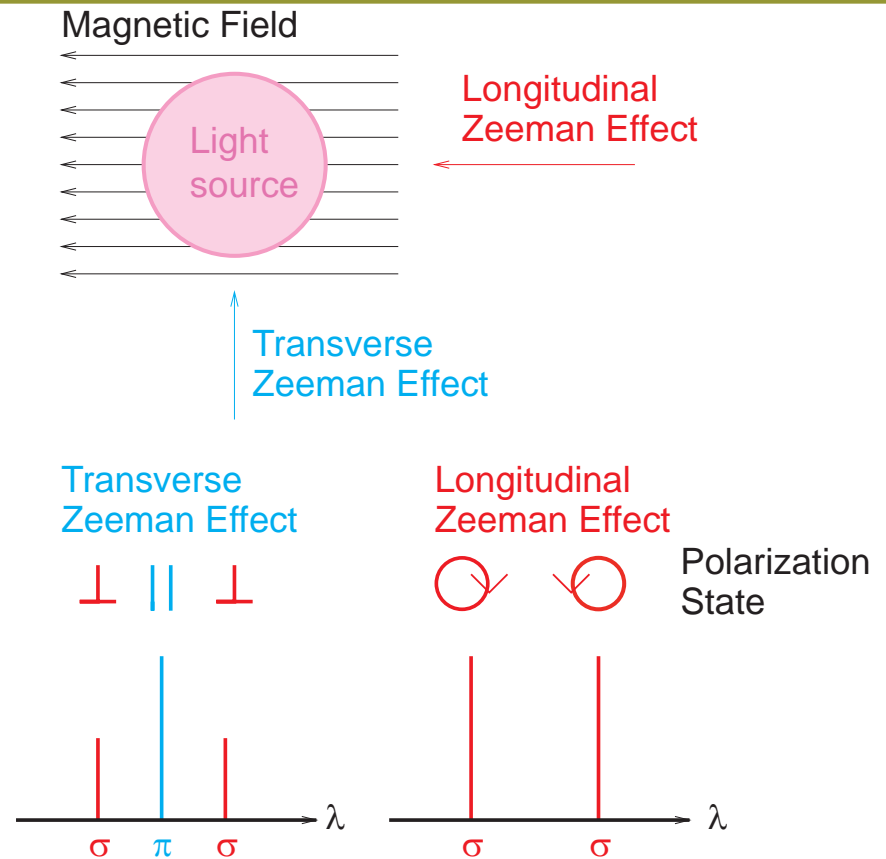 Magnetic Field
Longitudinal
Zeeman Effect
Light
source
Transverse
Zeeman Effect
Transverse
Zeeman Effect
Longitudinal
Zeeman Effect
Polarization
State
λ
λ
σ π σ
σ σ